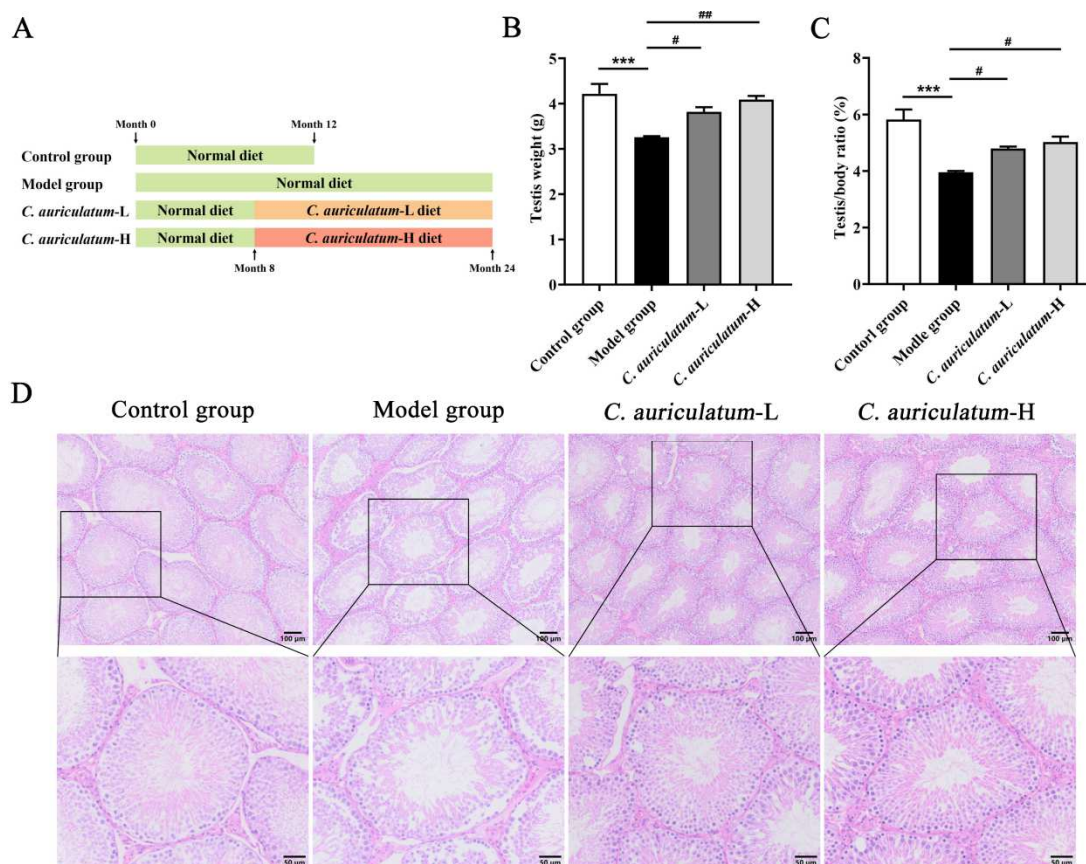 A
Month 0
Month 12
Control group
Normal diet
Model group
Normal diet
C. auriculatum-L
Normal diet
C. auriculatum-L diet
C. auriculatum-H
Normal diet
C. auriculatum-H diet
Month 8
Month 24
B
##
#
***
5
4
3
2
1
0
Testis weight (g)
Control group
Model group
C. auriculatum-L
C. auriculatum-H
C
#
#
***
8
6
4
2
0
Testis/body ratio (%)
Contorl group
Modle group
C. auriculatum-L
C. auriculatum-H
D
Control group
Model group
C. auriculatum-L
C. auriculatum-H
100 μm
100 μm
100 μm
100 μm
50 μm
50 μm
50 μm
50 μm